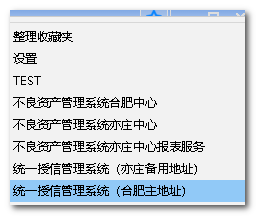 整理收藏夹
设置
TEST
不良资产管理系统合肥中心
不良资产管理系统亦庄中心
不良资产管理系统亦庄中心报表服务
统一授信管理系统（亦庄备用地址）
统一授信管理系统（合肥主地址）